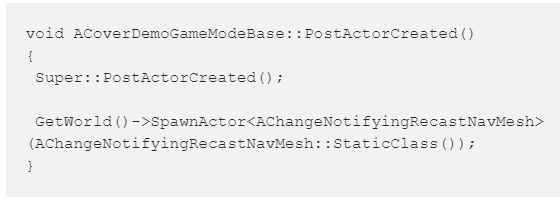 void ACoverDemoGameModeBase::PostActorCreated()
{
 Super::PostActorCreated();

 GetWorld()->SpawnActor<AChangeNotifyingRecastNavMesh>
(AChangeNotifyingRecastNavMesh::StaticClass());
}